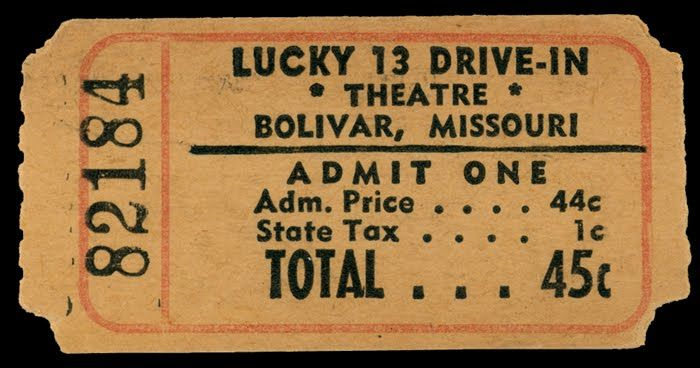 82184
LUCKY 13 DRIVE-IN
* THEATRE *
BOLIVAR, MISSOURI
ADMIT ONE
Adm. Price . . . . 44c
State Tax . . . . 1c
TOTAL . . . 45c